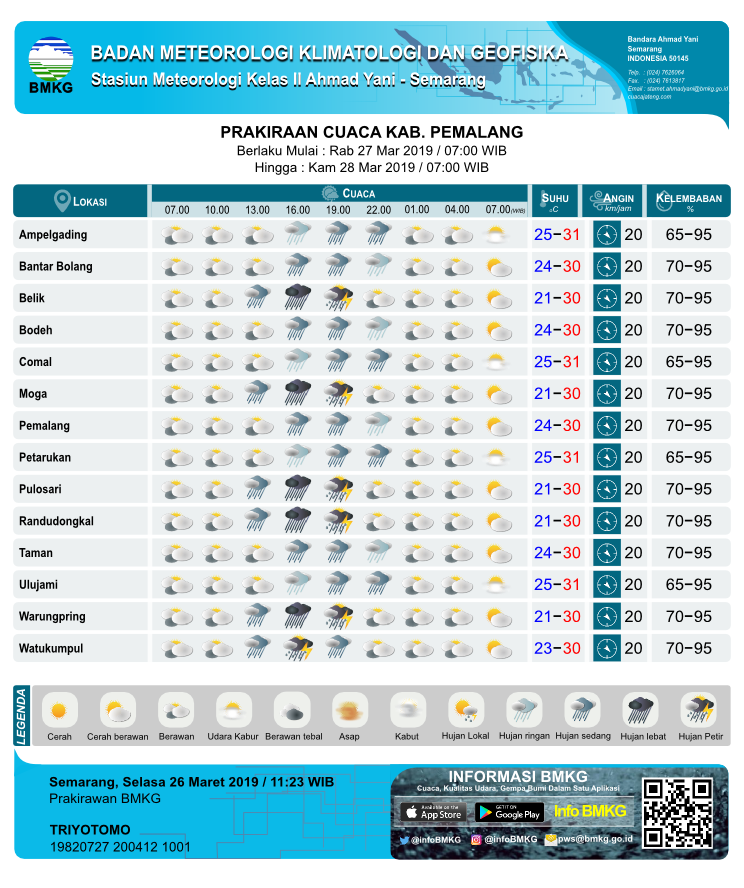 BMKG
BADAN METEOROLOGI KLIMATOLOGI DAN GEOFISIKA
Stasiun Meteorologi Kelas II Ahmad Yani - Semarang
Bandara Ahmad Yani
Semarang
INDONESIA 50145
Telp. : (024) 7626064
Fax. : (024) 7613817
Email : stamet.ahmadyani@bmkg.go.id
cuacajateng.com
PRAKIRAAN CUACA KAB. PEMALANG
Berlaku Mulai : Rab 27 Mar 2019 / 07:00 WIB
Hingga : Kam 28 Mar 2019 / 07:00 WIB
LOKASI CUACA SUHU °C ANGIN km/jam KELEMBABAN %
07.00 10.00 13.00 16.00 19.00 22.00 01.00 04.00 07.00 (WIB)
Ampelgading 25-31 20 65-95
Bantar Bolang 24-30 20 70-95
Belik 21-30 20 70-95
Bodeh 24-30 20 70-95
Comal 25-31 20 65-95
Moga 21-30 20 70-95
Pemalang 24-30 20 70-95
Petarukan 25-31 20 65-95
Pulosari 21-30 20 70-95
Randudongkal 21-30 20 70-95
Taman 24-30 20 70-95
Ulujami 25-31 20 65-95
Warungpring 21-30 20 70-95
Watukumpul 23-30 20 70-95
LEGENDA
Cerah Cerah berawan Berawan Udara Kabur Berawan tebal Asap Kabut Hujan Lokal Hujan ringan Hujan sedang Hujan lebat Hujan Petir
Semarang, Selasa 26 Maret 2019 / 11:23 WIB
Prakirawan BMKG
TRIYOTOMO
19820727 200412 1001
INFORMASI BMKG
Cuaca, Kualitas Udara, Gempa Bumi Dalam Satu Aplikasi
Available on the App Store GET IT ON Google Play Info BMKG
@infoBMKG @infoBMKG pws@bmkg.go.id